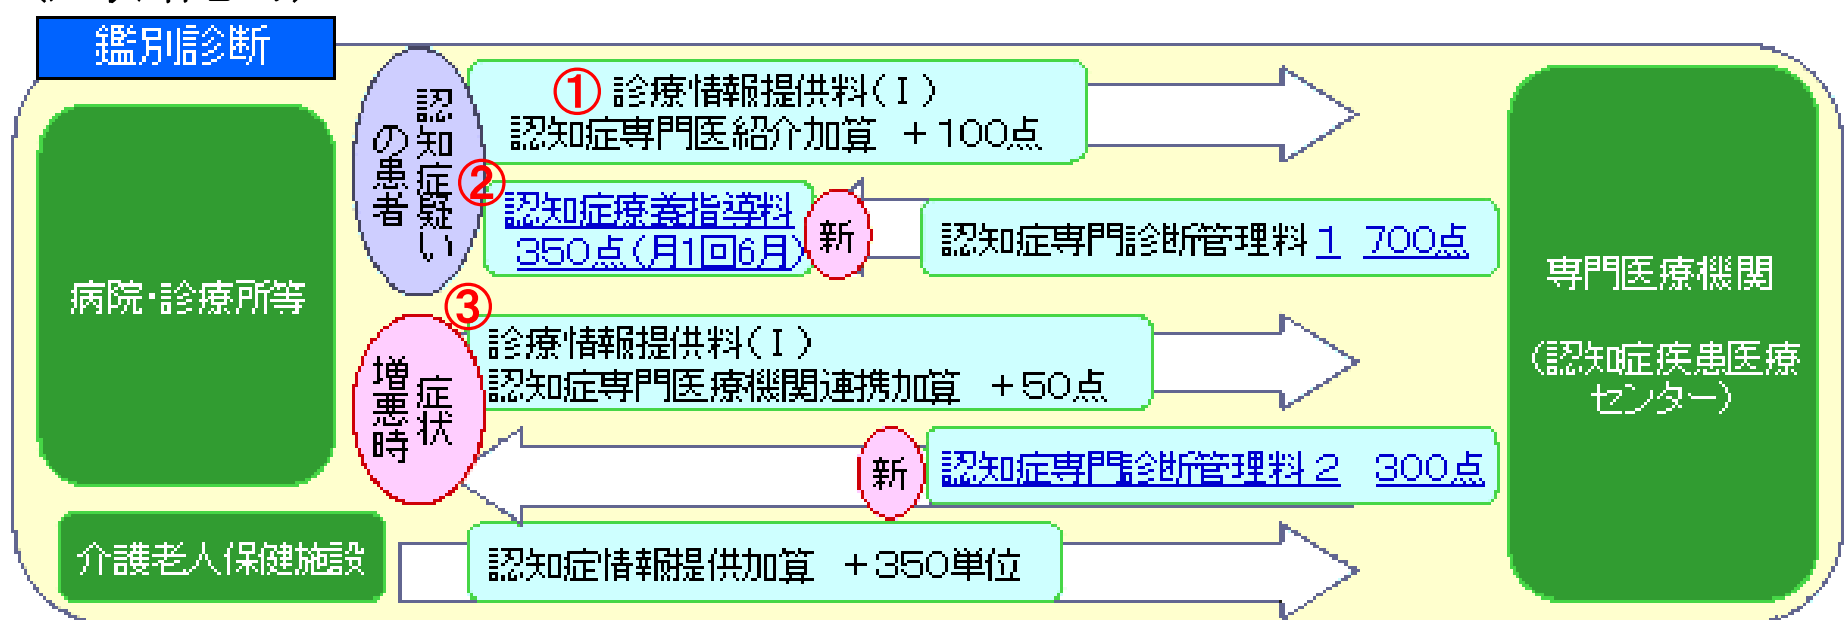 鑑別診断
病院・診療所等
介護老人保健施設
認知症疑い
の患者
① 診療情報提供料(Ⅰ)
認知症専門医紹介加算 +100点
②
認知症療養指導料
350点(月1回6月)
新
認知症専門診断管理料1 700点
③
症状
増悪時
診療情報提供料(Ⅰ)
認知症専門医療機関連携加算 +50点
新
認知症専門診断管理料2 300点
認知症情報提供加算 +350単位
専門医療機関
(認知症疾患医療
センター)